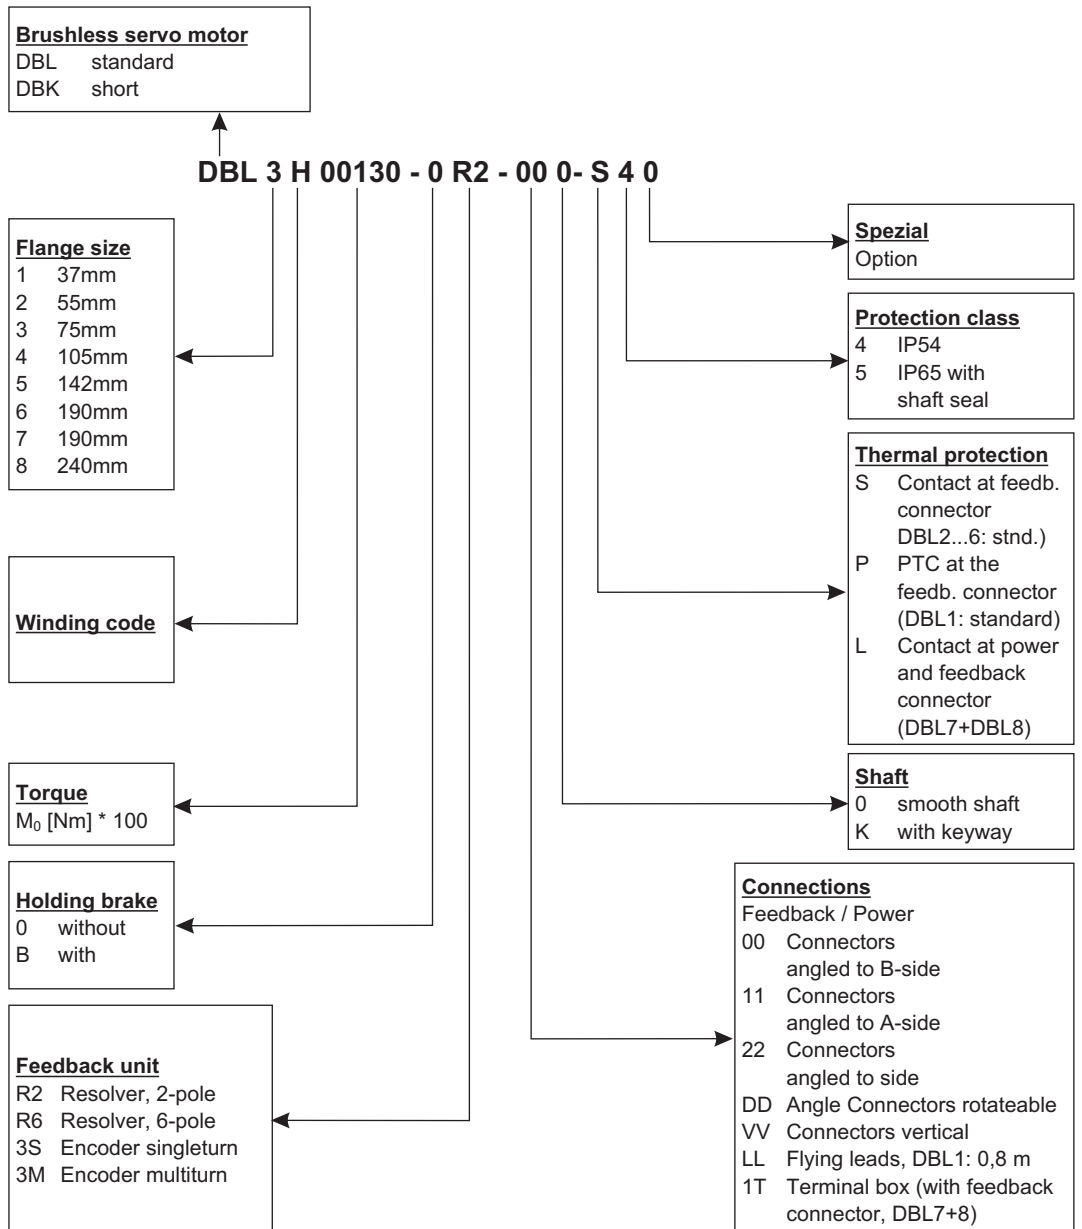 Brushless servo motor
DBL standard
DBK short
DBL 3 H 00130 - 0 R2 - 00 0- S 4 0
Flange size
1 37mm
2 55mm
3 75mm
4 105mm
5 142mm
6 190mm
7 190mm
8 240mm
Winding code
Torque
M₀ [Nm] * 100
Holding brake
0 without
B with
Feedback unit
R2 Resolver, 2-pole
R6 Resolver, 6-pole
3S Encoder singleturn
3M Encoder multiturn
Spezial
Option
Protection class
4 IP54
5 IP65 with
shaft seal
Thermal protection
S Contact at feedb.
connector
DBL2...6: stnd.)
P PTC at the
feedb. connector
(DBL1: standard)
L Contact at power
and feedback
connector
(DBL7+DBL8)
Shaft
0 smooth shaft
K with keyway
Connections
Feedback / Power
00 Connectors
angled to B-side
11 Connectors
angled to A-side
22 Connectors
angled to side
DD Angle Connectors rotateable
VV Connectors vertical
LL Flying leads, DBL1: 0,8 m
1T Terminal box (with feedback
connector, DBL7+8)